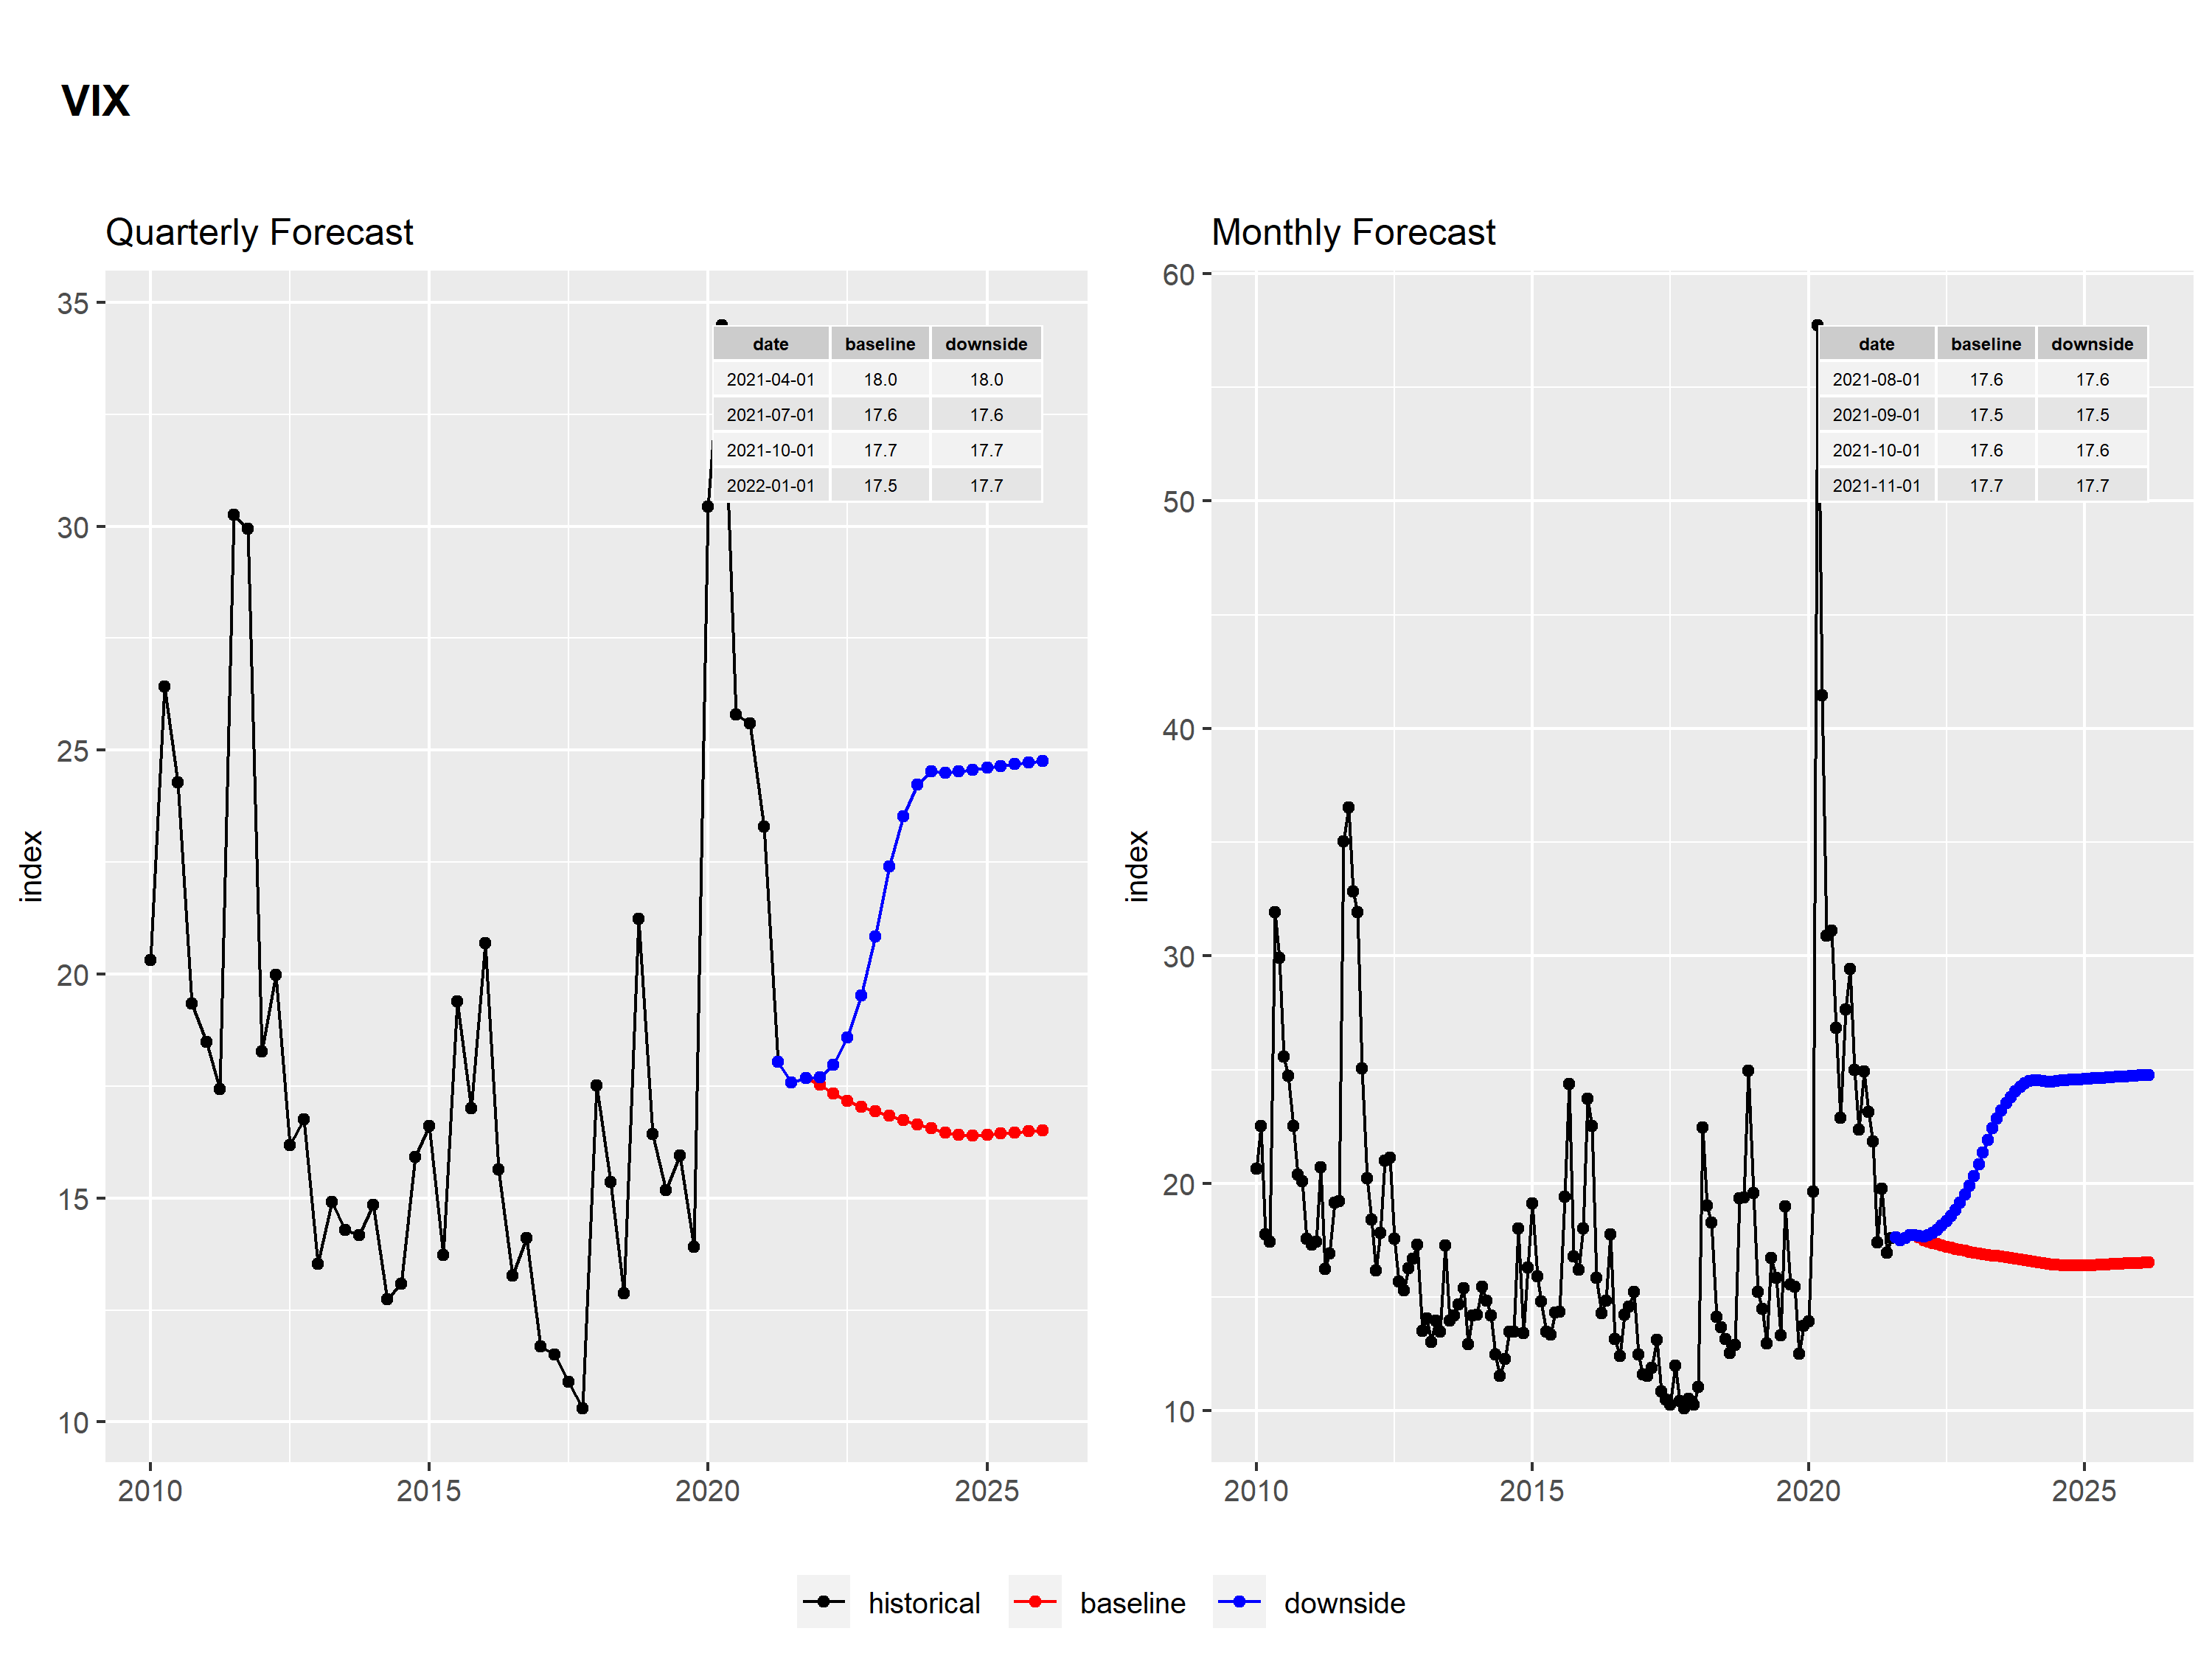 VIX
Quarterly Forecast
35
30
25
20
15
10
index
2010 2015 2020 2025
date baseline downside
2021-04-01 18.0 18.0
2021-07-01 17.6 17.6
2021-10-01 17.7 17.7
2022-01-01 17.5 17.7
Monthly Forecast
60
50
40
30
20
10
index
2010 2015 2020 2025
date baseline downside
2021-08-01 17.6 17.6
2021-09-01 17.5 17.5
2021-10-01 17.6 17.6
2021-11-01 17.7 17.7
historical baseline downside